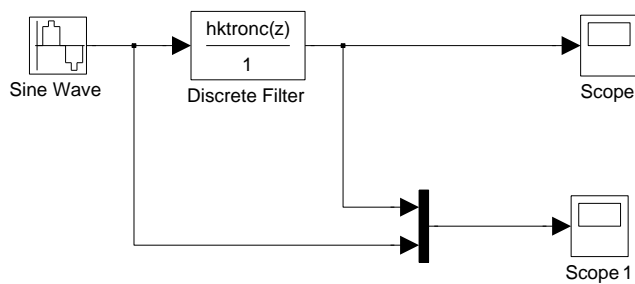 hktronc(z)
1
Sine Wave
Discrete Filter
Scope
Scope 1